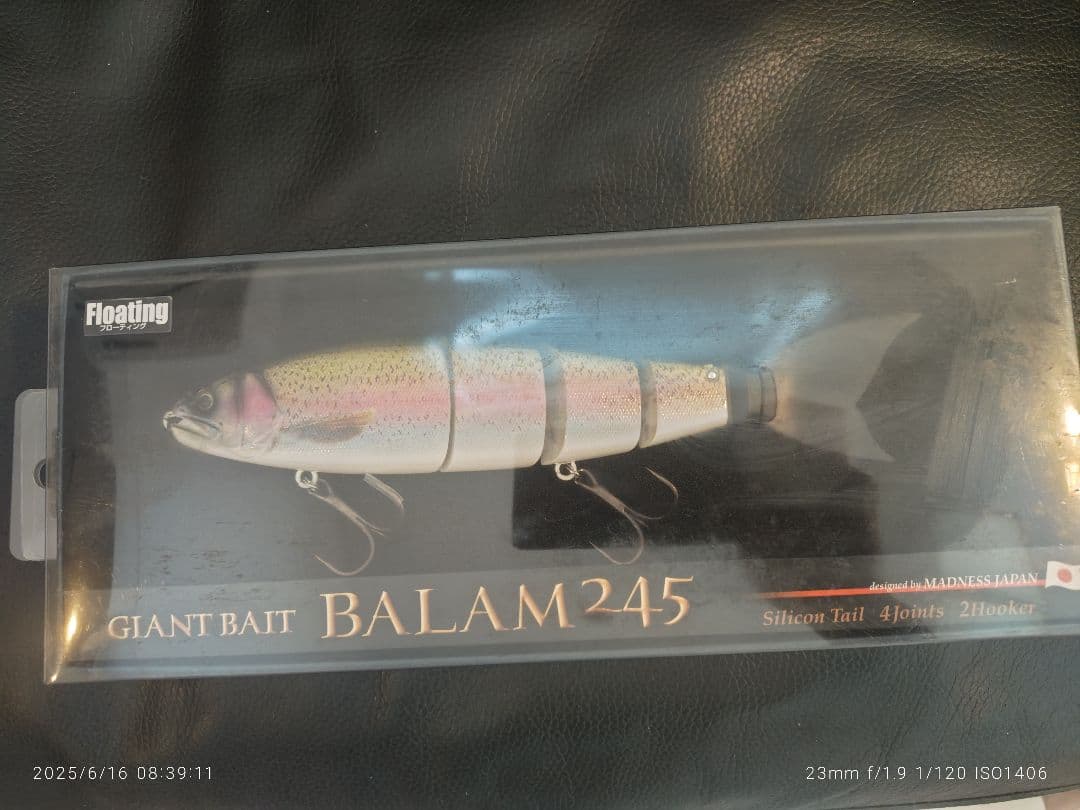 Floating
フローティング
GIANT BAIT BALAM 245
designed by MADNESS JAPAN
Silicon Tail 4Joints 2Hooker
2025/6/16 08:39:11
23mm f/1.9 1/120 ISO1406